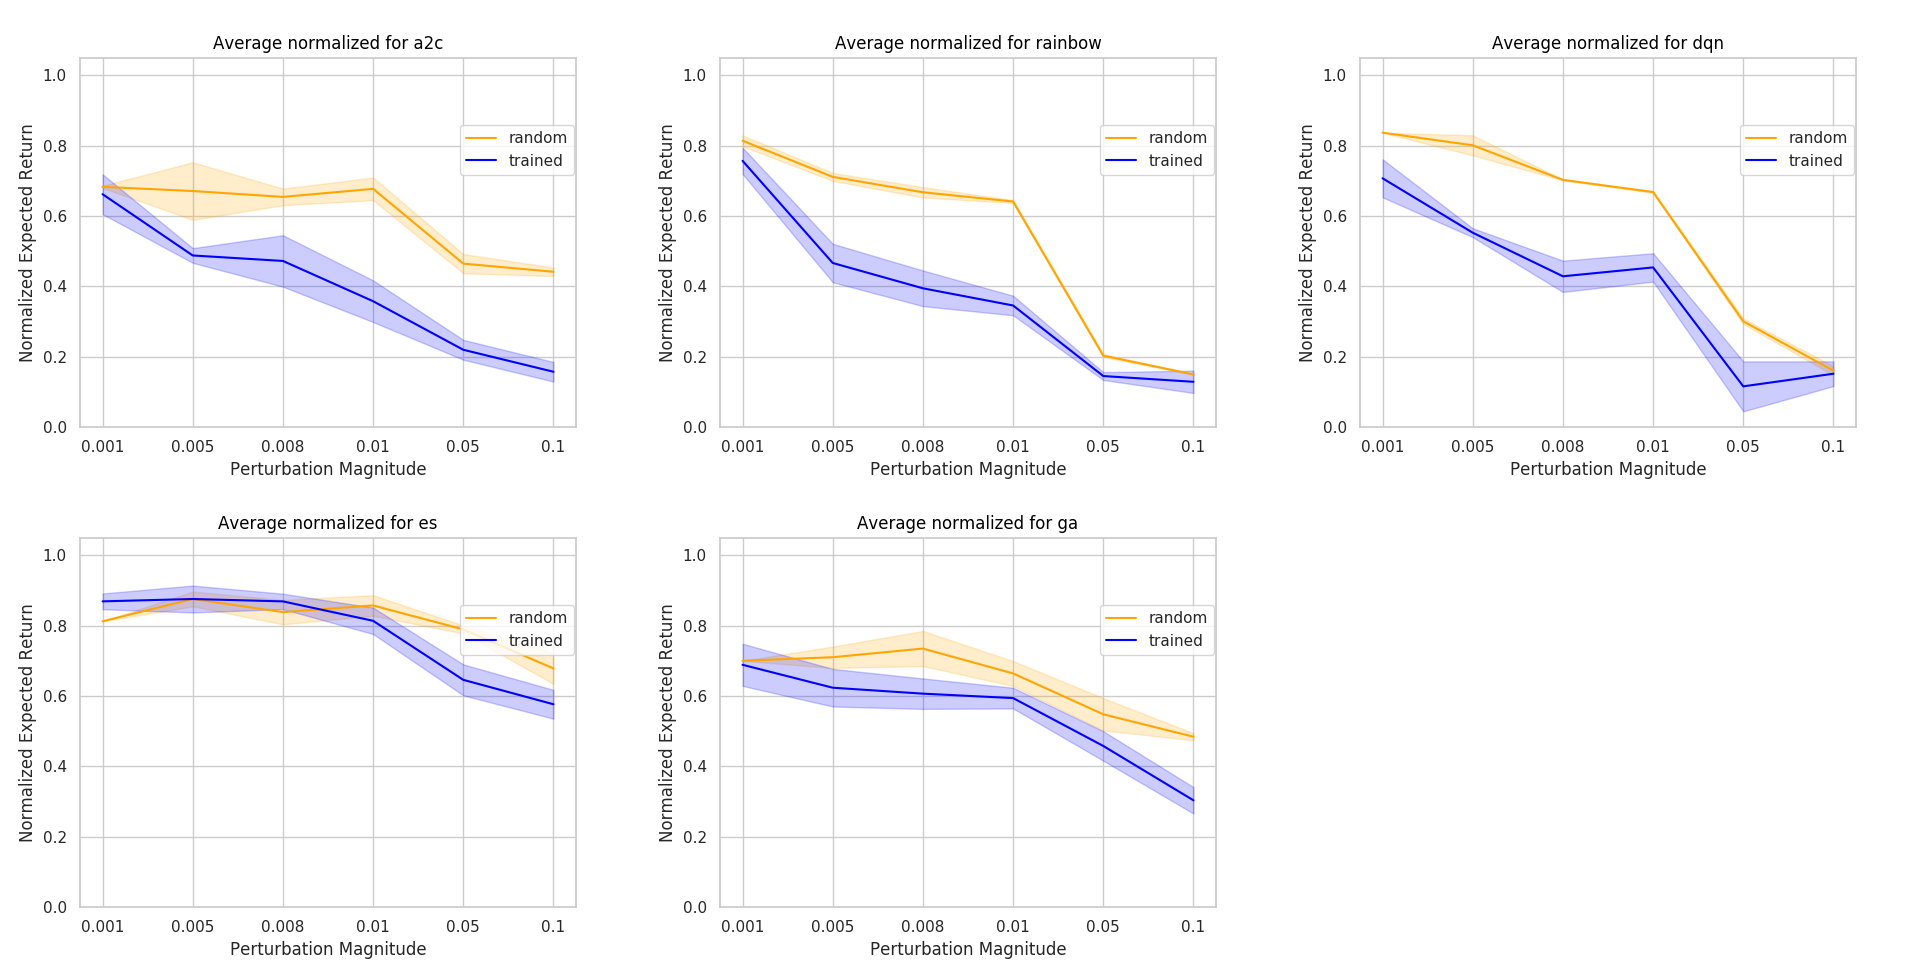 Average normalized for a2c
Normalized Expected Return
1.0
0.8
0.6
0.4
0.2
0.0
random
trained
0.001 0.005 0.008 0.01 0.05 0.1
Perturbation Magnitude
Average normalized for rainbow
Normalized Expected Return
1.0
0.8
0.6
0.4
0.2
0.0
random
trained
0.001 0.005 0.008 0.01 0.05 0.1
Perturbation Magnitude
Average normalized for dqn
Normalized Expected Return
1.0
0.8
0.6
0.4
0.2
0.0
random
trained
0.001 0.005 0.008 0.01 0.05 0.1
Perturbation Magnitude
Average normalized for es
Normalized Expected Return
1.0
0.8
0.6
0.4
0.2
0.0
random
trained
0.001 0.005 0.008 0.01 0.05 0.1
Perturbation Magnitude
Average normalized for ga
Normalized Expected Return
1.0
0.8
0.6
0.4
0.2
0.0
random
trained
0.001 0.005 0.008 0.01 0.05 0.1
Perturbation Magnitude